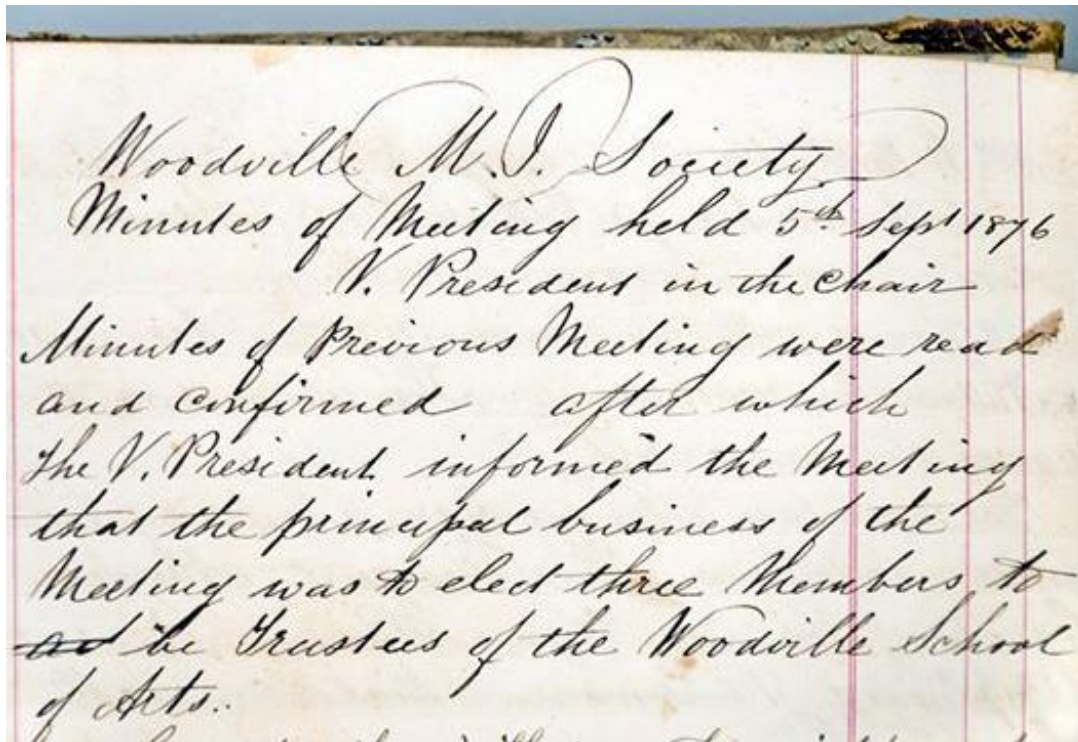 Woodville M. I. Society
Minutes of Meeting held 5th Sept 1876
V. President in the Chair
Minutes of Previous Meeting were read
and confirmed after which
the V. President informed the Meeting
that the principal business of the
Meeting was to elect three Members to
be Trustees of the Woodville School
of Arts.